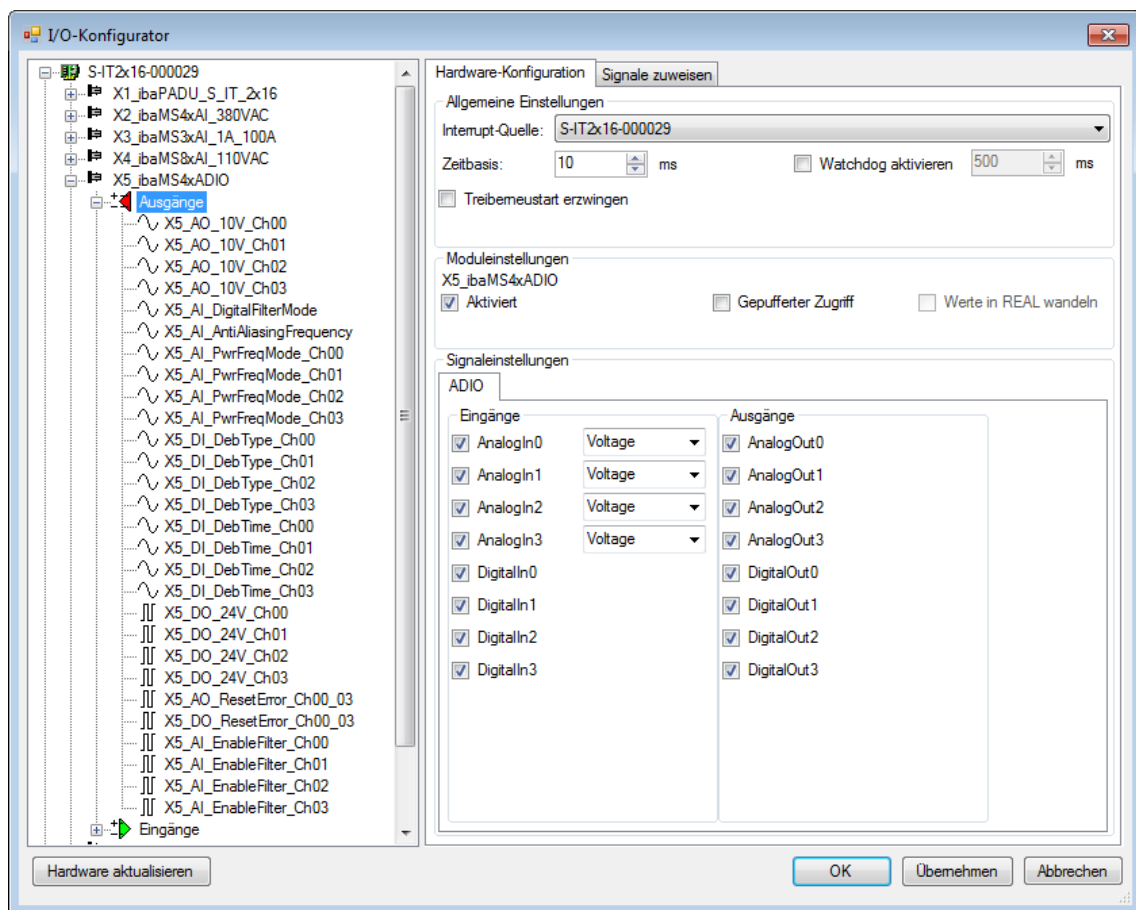 I/O-Konfigurator
S-IT2x16-000029
X1_ibaPADU_S_IT_2x16
X2_ibaMS4xAI_380VAC
X3_ibaMS3xAI_1A_100A
X4_ibaMS8xAI_110VAC
X5_ibaMS4xADIO
Ausgänge
X5_AO_10V_Ch00
X5_AO_10V_Ch01
X5_AO_10V_Ch02
X5_AO_10V_Ch03
X5_AI_DigitalFilterMode
X5_AI_AntiAliasingFrequency
X5_AI_PwrFreqMode_Ch00
X5_AI_PwrFreqMode_Ch01
X5_AI_PwrFreqMode_Ch02
X5_AI_PwrFreqMode_Ch03
X5_DI_DebType_Ch00
X5_DI_DebType_Ch01
X5_DI_DebType_Ch02
X5_DI_DebType_Ch03
X5_DI_DebTime_Ch00
X5_DI_DebTime_Ch01
X5_DI_DebTime_Ch02
X5_DI_DebTime_Ch03
X5_DO_24V_Ch00
X5_DO_24V_Ch01
X5_DO_24V_Ch02
X5_DO_24V_Ch03
X5_AO_ResetError_Ch00_03
X5_DO_ResetError_Ch00_03
X5_AI_EnableFilter_Ch00
X5_AI_EnableFilter_Ch01
X5_AI_EnableFilter_Ch02
X5_AI_EnableFilter_Ch03
Eingänge
Hardware-Konfiguration Signale zuweisen
Allgemeine Einstellungen
Interrupt-Quelle: S-IT2x16-000029
Zeitbasis: 10 ms Watchdog aktivieren 500 ms
Treiberneustart erzwingen
Moduleinstellungen
X5_ibaMS4xADIO
Aktiviert Gepufferter Zugriff Werte in REAL wandeln
Signaleinstellungen
ADIO
Eingänge Ausgänge
AnalogIn0 Voltage AnalogOut0
AnalogIn1 Voltage AnalogOut1
AnalogIn2 Voltage AnalogOut2
AnalogIn3 Voltage AnalogOut3
DigitalIn0 DigitalOut0
DigitalIn1 DigitalOut1
DigitalIn2 DigitalOut2
DigitalIn3 DigitalOut3
Hardware aktualisieren OK Übernehmen Abbrechen